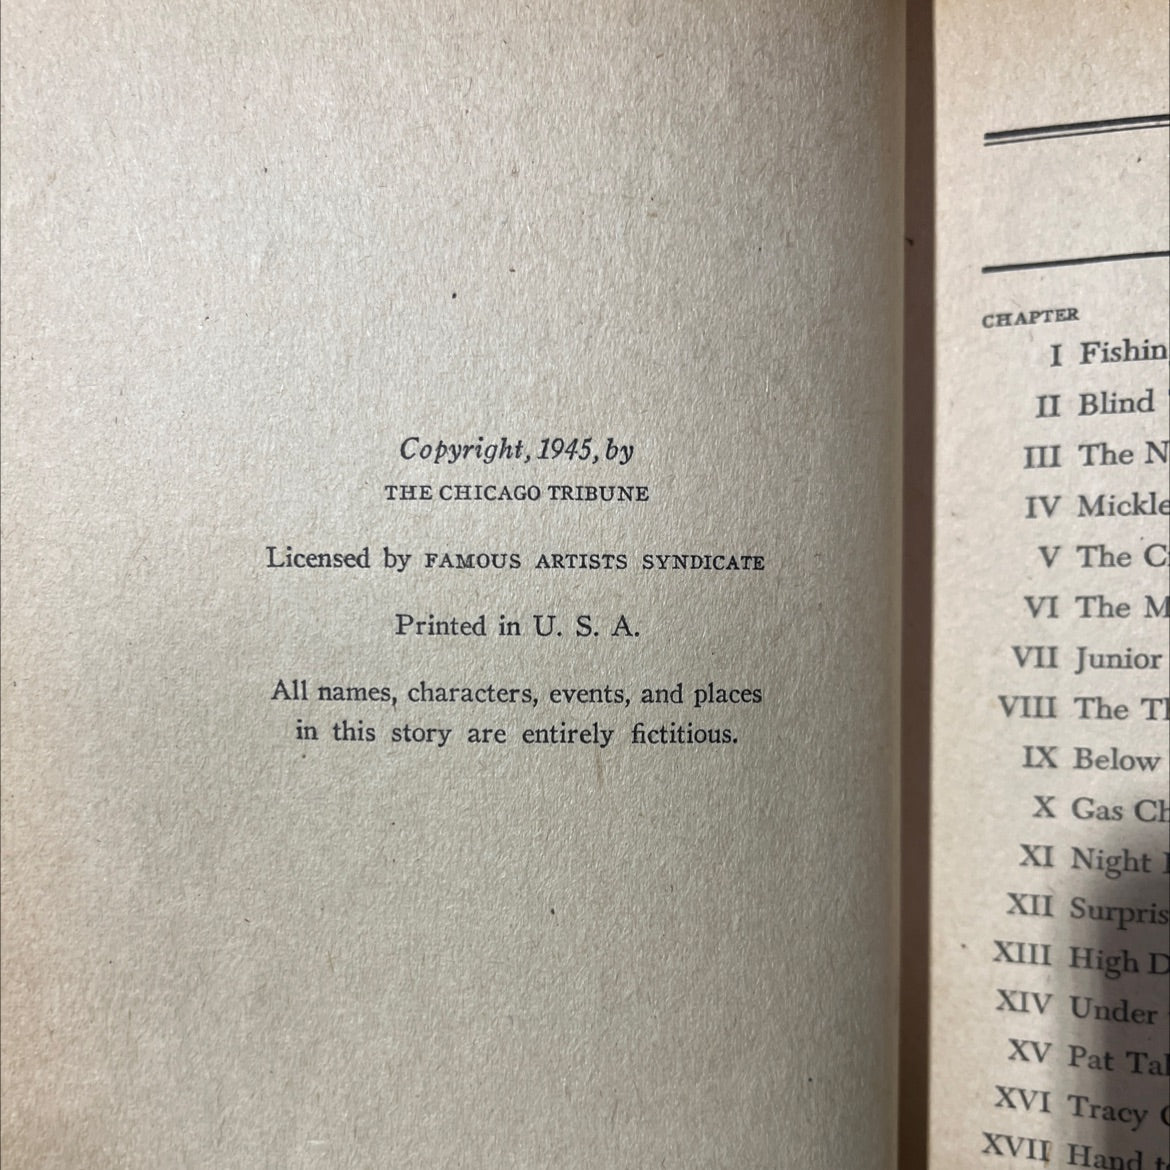 Copyright, 1945, by
THE CHICAGO TRIBUNE
Licensed by FAMOUS ARTISTS SYNDICATE
Printed in U. S. A.
All names, characters, events, and places
in this story are entirely fictitious.
CHAPTER
I Fishin
II Blind
III The N
IV Mickle
V The C
VI The M
VII Junior
VIII The Th
IX Below
X Gas Ch
XI Night
XII Surpris
XIII High D
XIV Under
XV Pat Tal
XVI Tracy
XVII Hand t